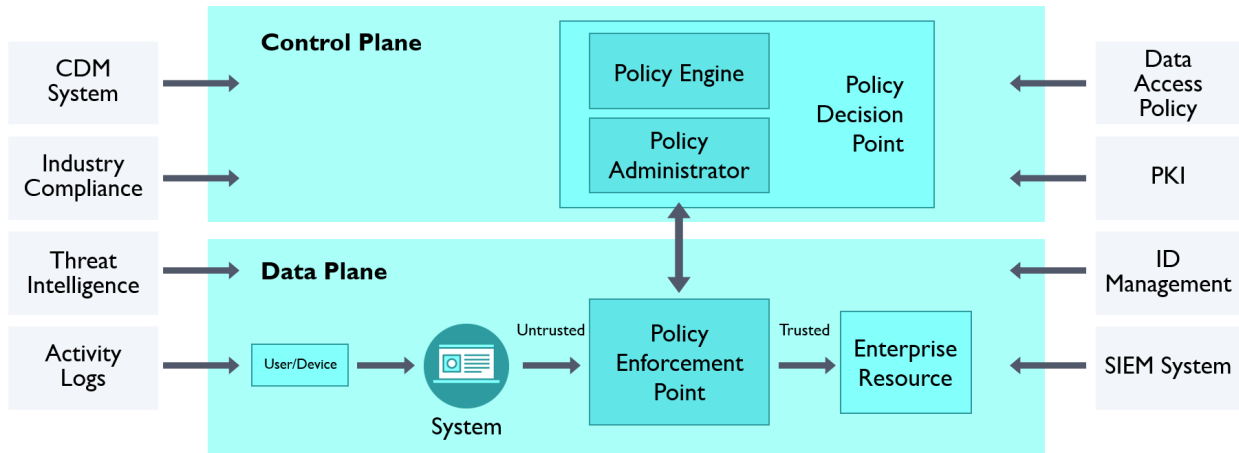 CDM
System
Industry
Compliance
Threat
Intelligence
Activity
Logs
Control Plane
Policy Engine
Policy
Administrator
Policy
Decision
Point
Data Plane
User/Device
System
Untrusted
Policy
Enforcement
Point
Trusted
Enterprise
Resource
Data
Access
Policy
PKI
ID
Management
SIEM System